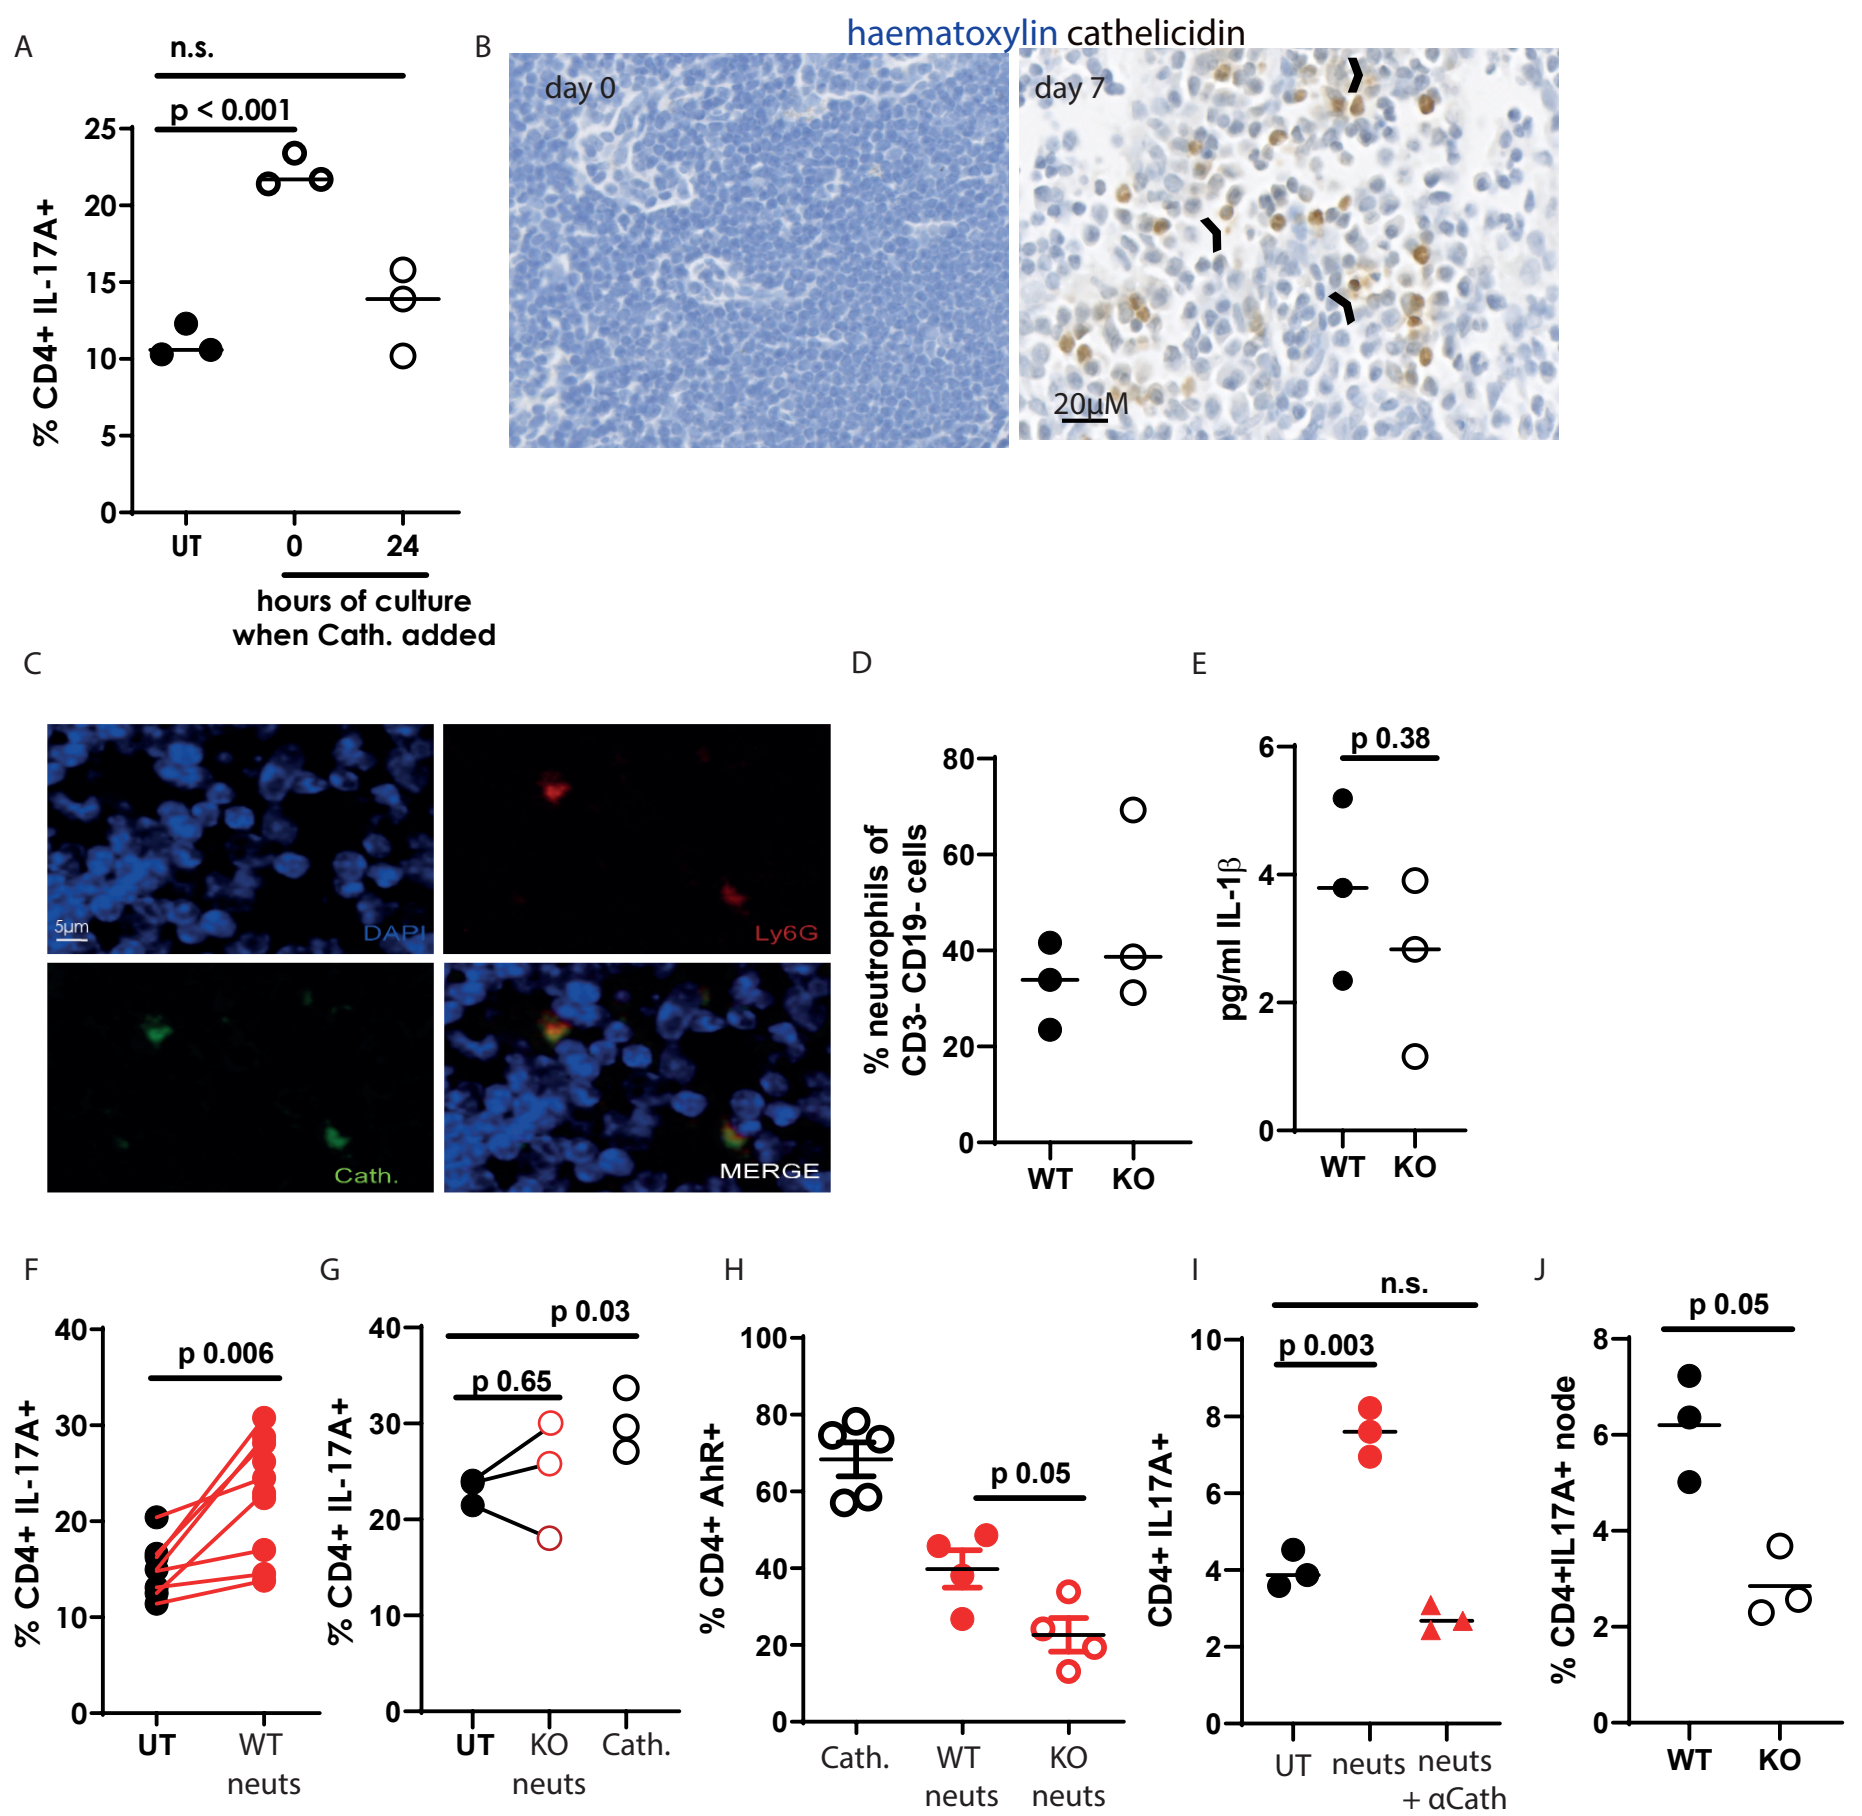 A
n.s.
p < 0.001
25
20
15
10
5
0
% CD4+ IL-17A+
UT
0
24
hours of culture
when Cath. added
B
haematoxylin cathelicidin
day 0
day 7
20µM
C
5µm
DAPI
Ly6G
Cath.
MERGE
D
80
60
40
20
0
% neutrophils of
CD3- CD19- cells
WT
KO
E
p 0.38
6
4
2
0
pg/ml IL-1β
WT
KO
F
p 0.006
40
30
20
10
0
% CD4+ IL-17A+
UT
WT
neuts
G
p 0.03
p 0.65
40
30
20
10
0
% CD4+ IL-17A+
UT
KO
neuts
Cath.
H
p 0.05
100
80
60
40
20
0
% CD4+ AhR+
Cath.
WT
neuts
KO
neuts
I
n.s.
p 0.003
10
8
6
4
2
0
CD4+ IL17A+
UT
neuts
neuts
+ αCath
J
p 0.05
8
6
4
2
0
% CD4+IL17A+ node
WT
KO